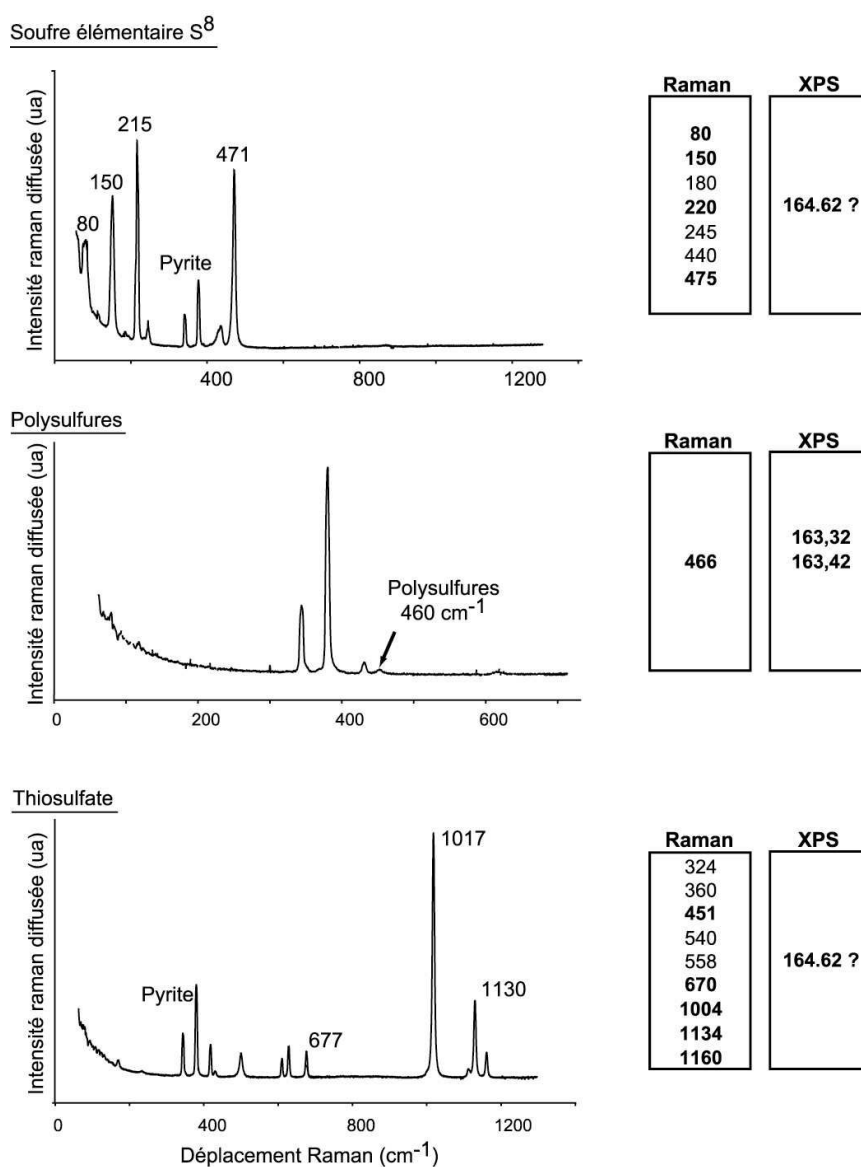 Soufre élémentaire S8
Intensité raman diffusée (ua)
80
150
215
Pyrite
471
400
800
1200
Raman
80
150
180
220
245
440
475
XPS
164.62 ?
Polysulfures
Intensité raman diffusée (ua)
Polysulfures
460 cm-1
0
200
400
600
Raman
466
XPS
163,32
163,42
Thiosulfate
Intensité raman diffusée (ua)
Pyrite
677
1017
1130
0
400
800
1200
Déplacement Raman (cm-1)
Raman
324
360
451
540
558
670
1004
1134
1160
XPS
164.62 ?